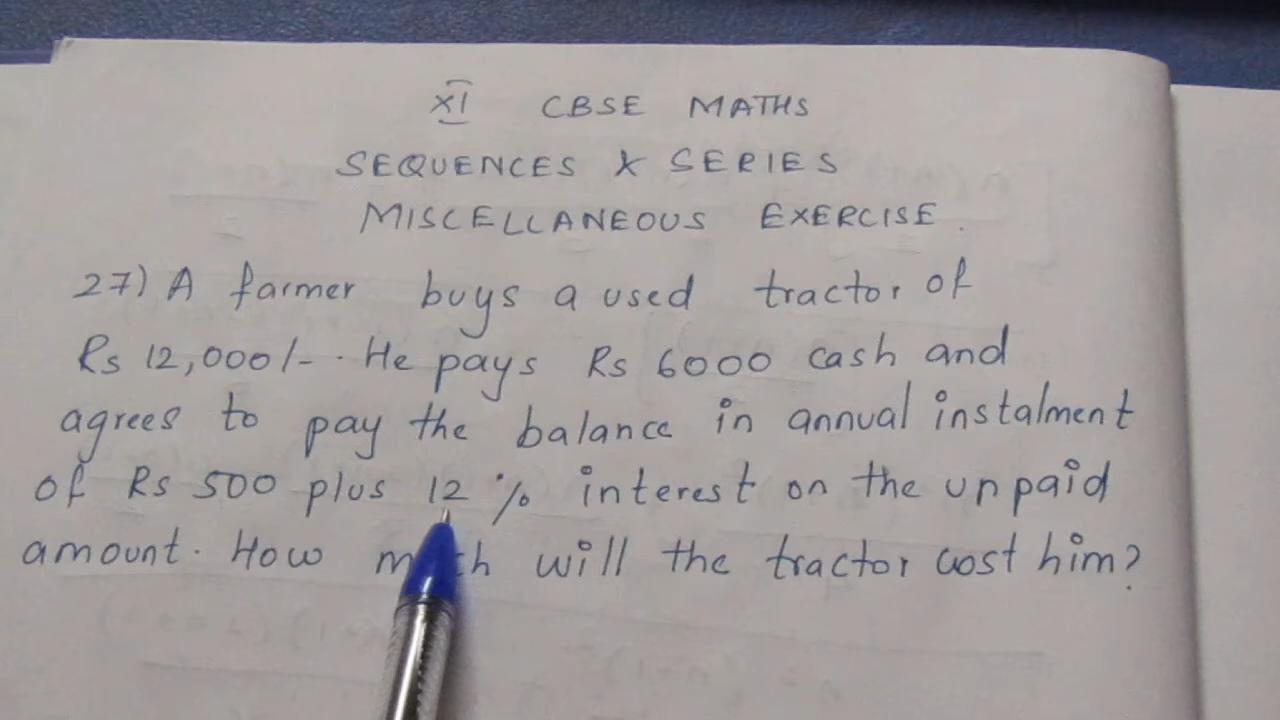 XI CBSE MATHS
SEQUENCES & SERIES
MISCELLANEOUS EXERCISE.
27) A farmer buys a used tractor of
Rs 12,000/-. He pays Rs 6000 cash and
agrees to pay the balance in annual instalment
of Rs 500 plus 12 % interest on the unpaid
amount. How much will the tractor cost him?